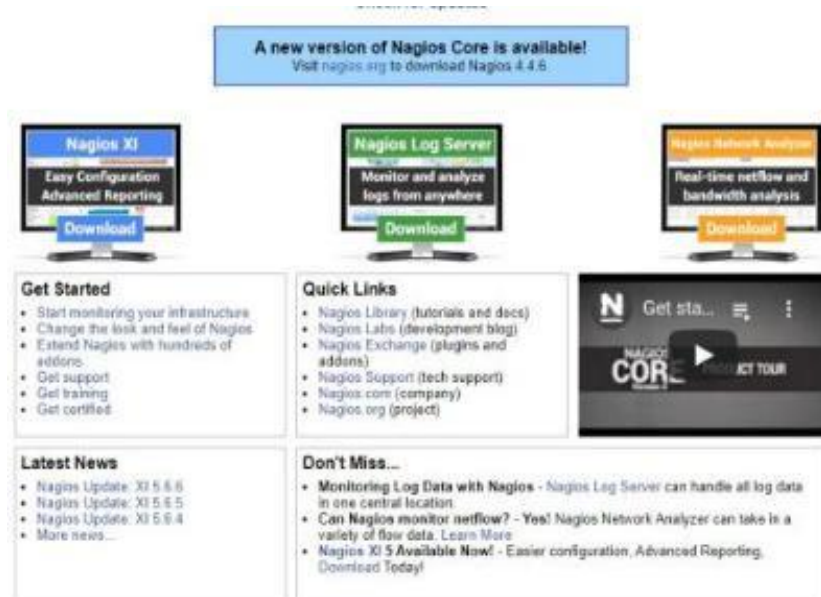 Check for updates
A new version of Nagios Core is available!
Visit nagios.org to download Nagios 4.4.6.
Nagios XI
Easy Configuration
Advanced Reporting
Download
Nagios Log Server
Monitor and analyze
logs from anywhere
Download
Nagios Network Analyzer
Real-time netflow and
bandwidth analysis
Download
Get Started
• Start monitoring your infrastructure
• Change the look and feel of Nagios
• Extend Nagios with hundreds of
addons
• Get support
• Get training
• Get certified
Quick Links
• Nagios Library (tutorials and docs)
• Nagios Labs (development blog)
• Nagios Exchange (plugins and
addons)
• Nagios Support (tech support)
• Nagios.com (company)
• Nagios.org (project)
N Get sta...
NAGIOS
CORE PRODUCT TOUR
Latest News
• Nagios Update: XI 5.6.6
• Nagios Update: XI 5.6.5
• Nagios Update: XI 5.6.4
• More news...
Don't Miss...
• Monitoring Log Data with Nagios - Nagios Log Server can handle all log data
in one central location.
• Can Nagios monitor netflow? - Yes! Nagios Network Analyzer can take in a
variety of flow data. Learn More
• Nagios XI 5 Available Now! - Easier configuration, Advanced Reporting,
Download Today!